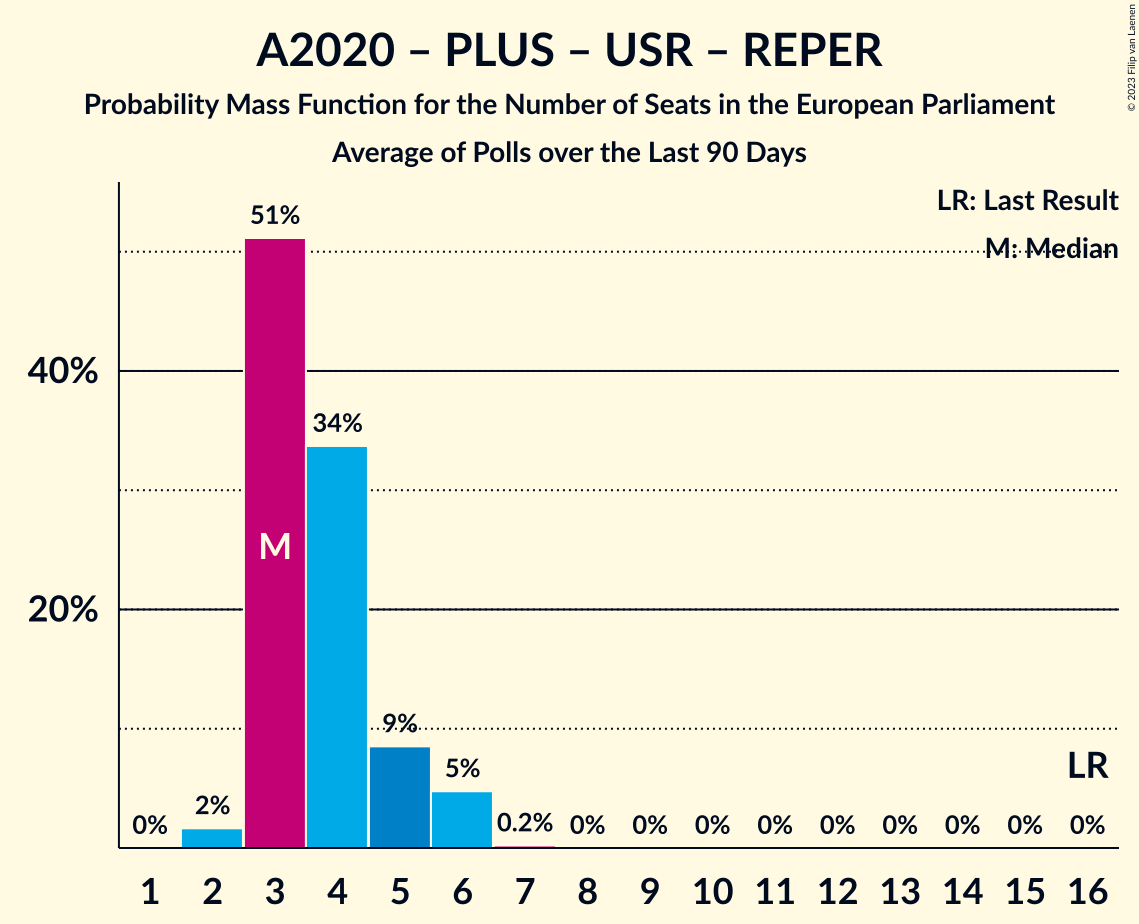 A2020 – PLUS – USR – REPER
Probability Mass Function for the Number of Seats in the European Parliament
Average of Polls over the Last 90 Days
© 2023 Filip van Laenen
LR: Last Result
M: Median
51%
40%
34%
M
20%
9%
5%
LR
0% 2% 0.2% 0% 0% 0% 0% 0% 0% 0% 0% 0%
1 2 3 4 5 6 7 8 9 10 11 12 13 14 15 16